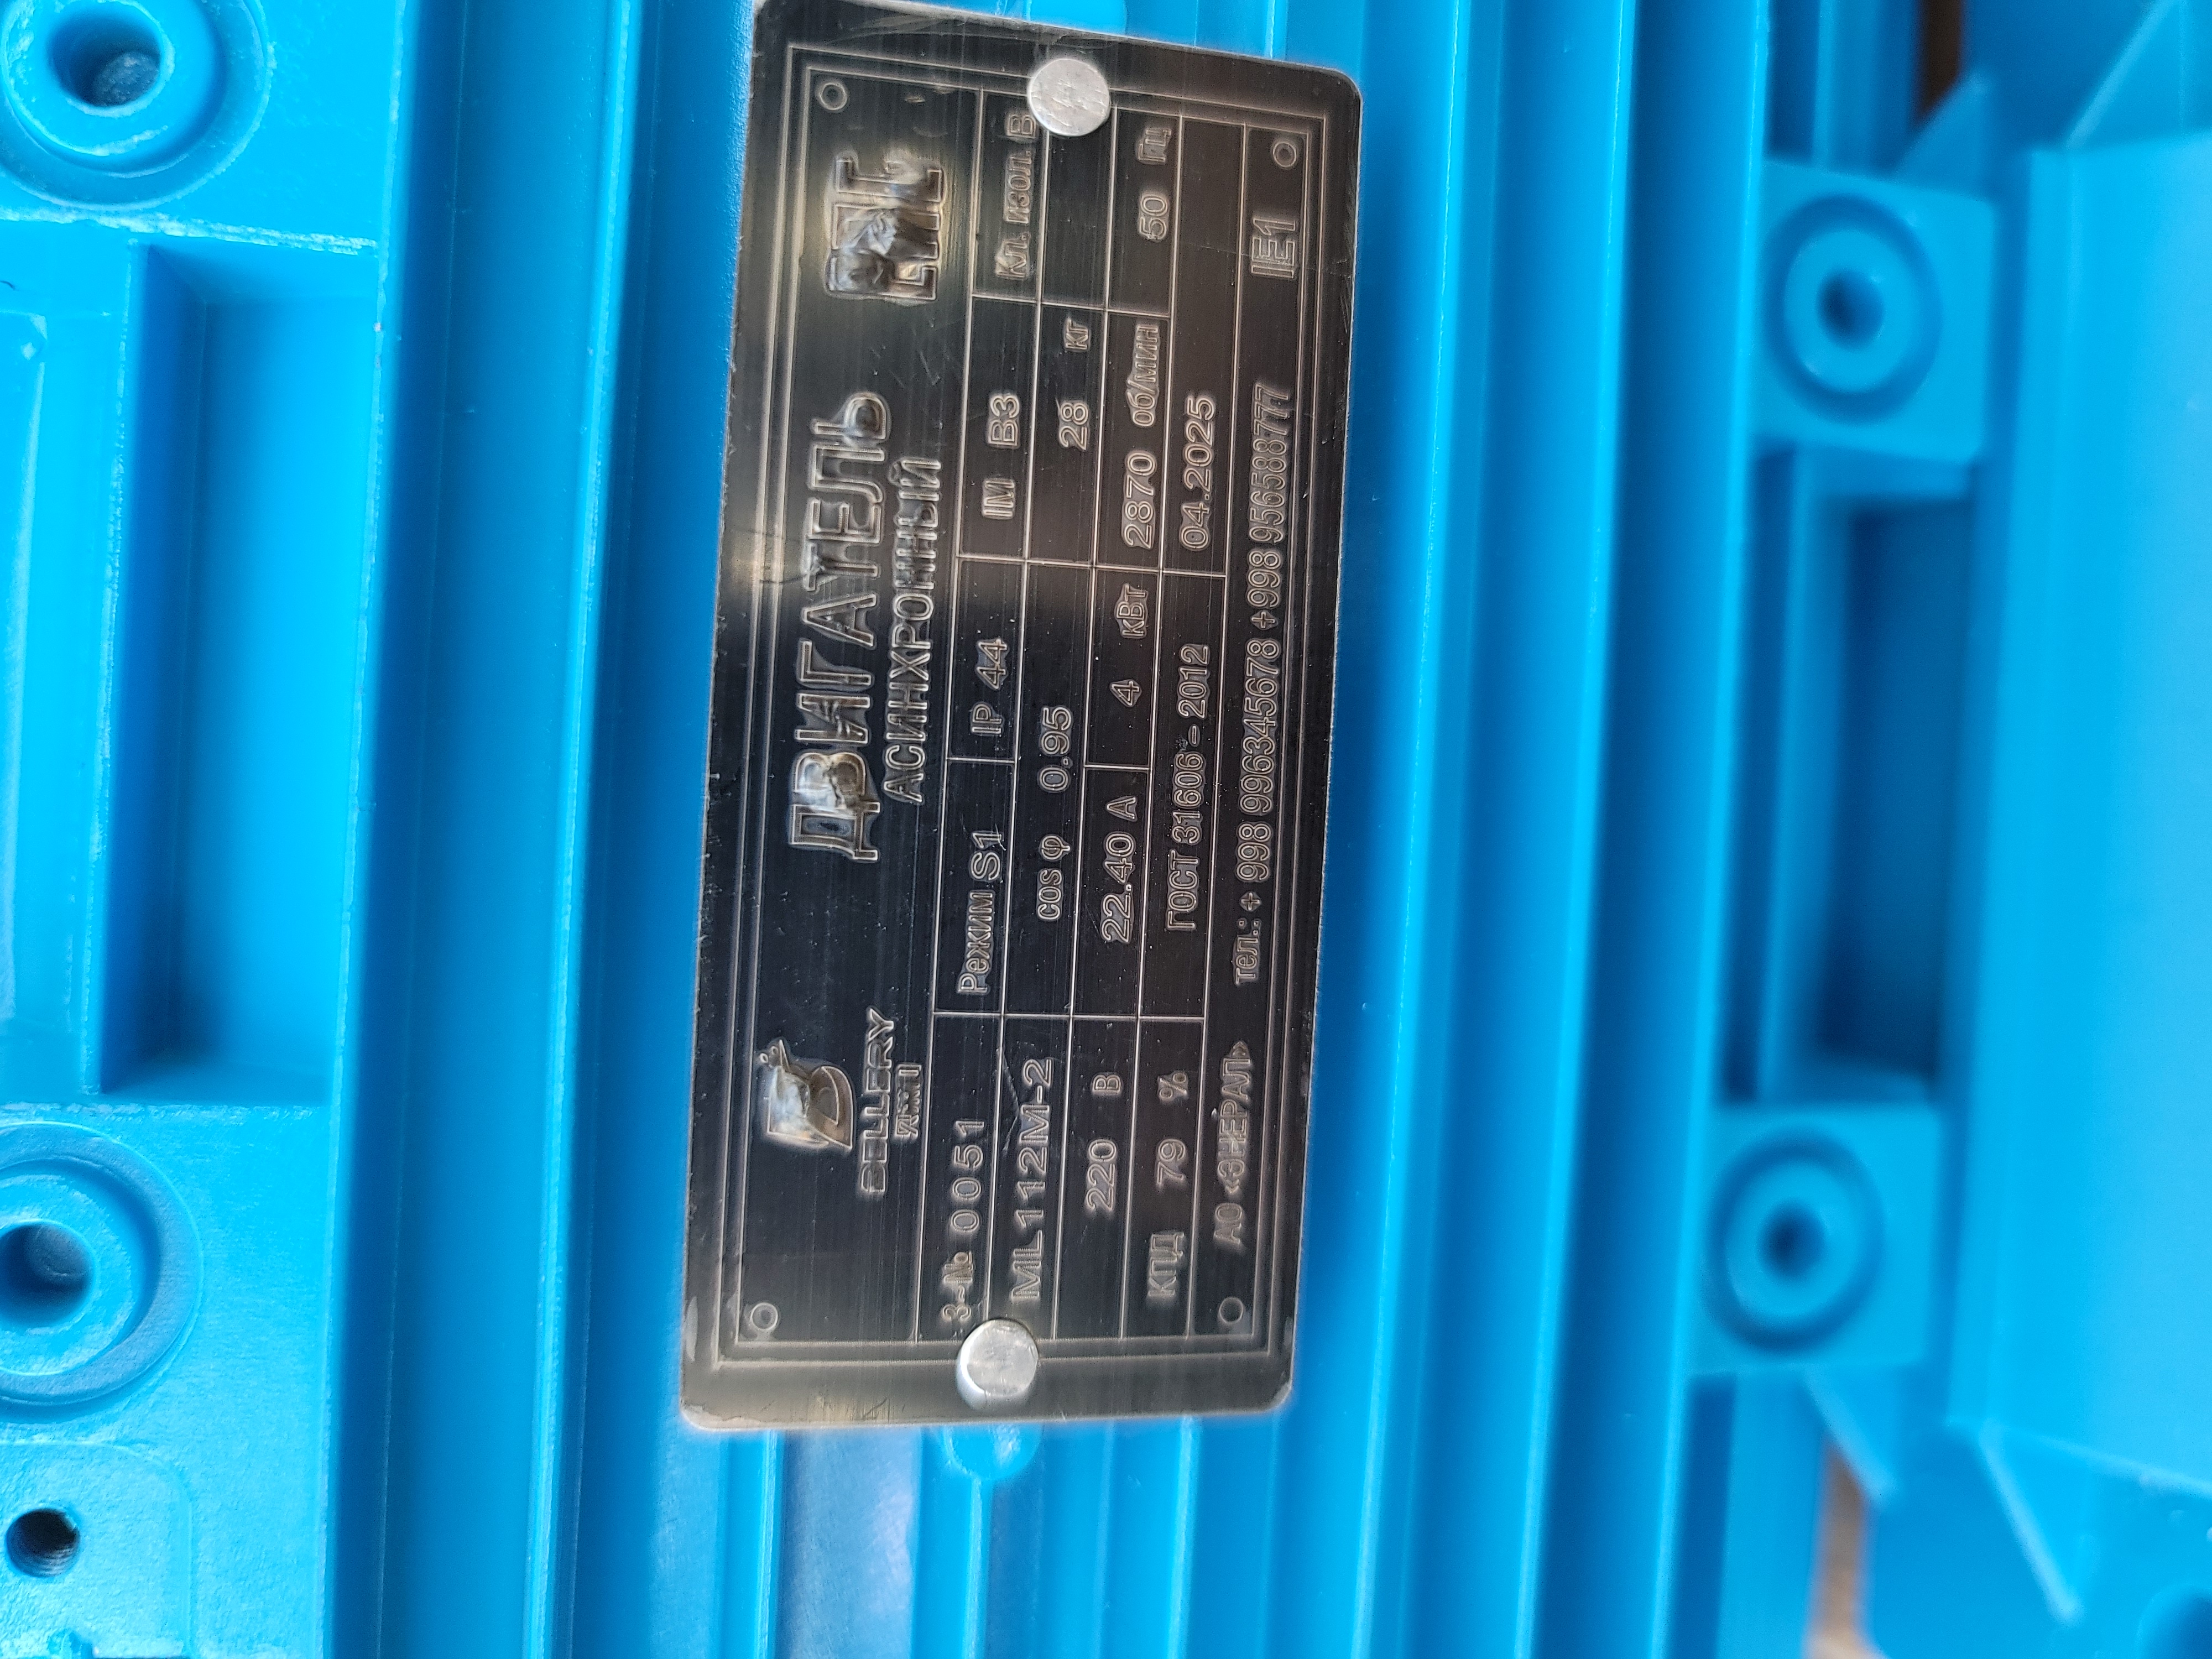 BELLERY
ДВИГАТЕЛЬ
АСИНХРОННЫЙ
EAC
З-№ 0051 Режим S1 IP 44 IM B3 Кл. изол. B
ML112M-2 cos φ 0.95 28 кг
220 В 22.40 А 4 кВт 2870 об/мин 50 Гц
КПД 79 % ГОСТ 31606 - 2012 04.2025
АО «ЭНЕРАЛ» тел.: + 998 996345678 +998 956588777 IE1